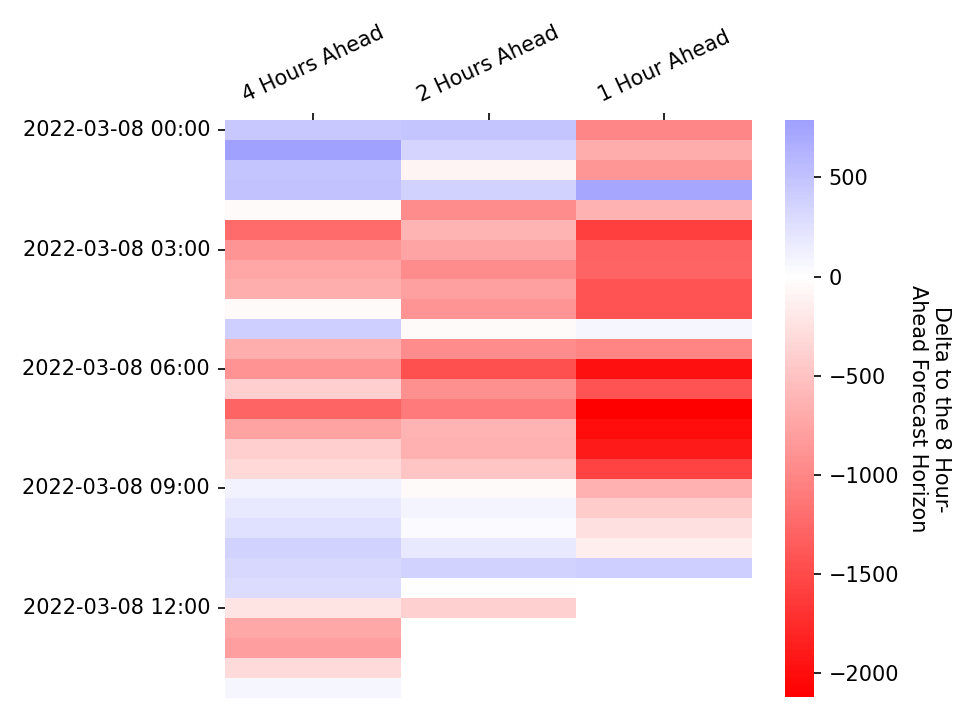 4 Hours Ahead
2 Hours Ahead
1 Hour Ahead
2022-03-08 00:00
2022-03-08 03:00
2022-03-08 06:00
2022-03-08 09:00
2022-03-08 12:00
500
0
−500
−1000
−1500
−2000
Delta to the 8 Hour-
Ahead Forecast Horizon